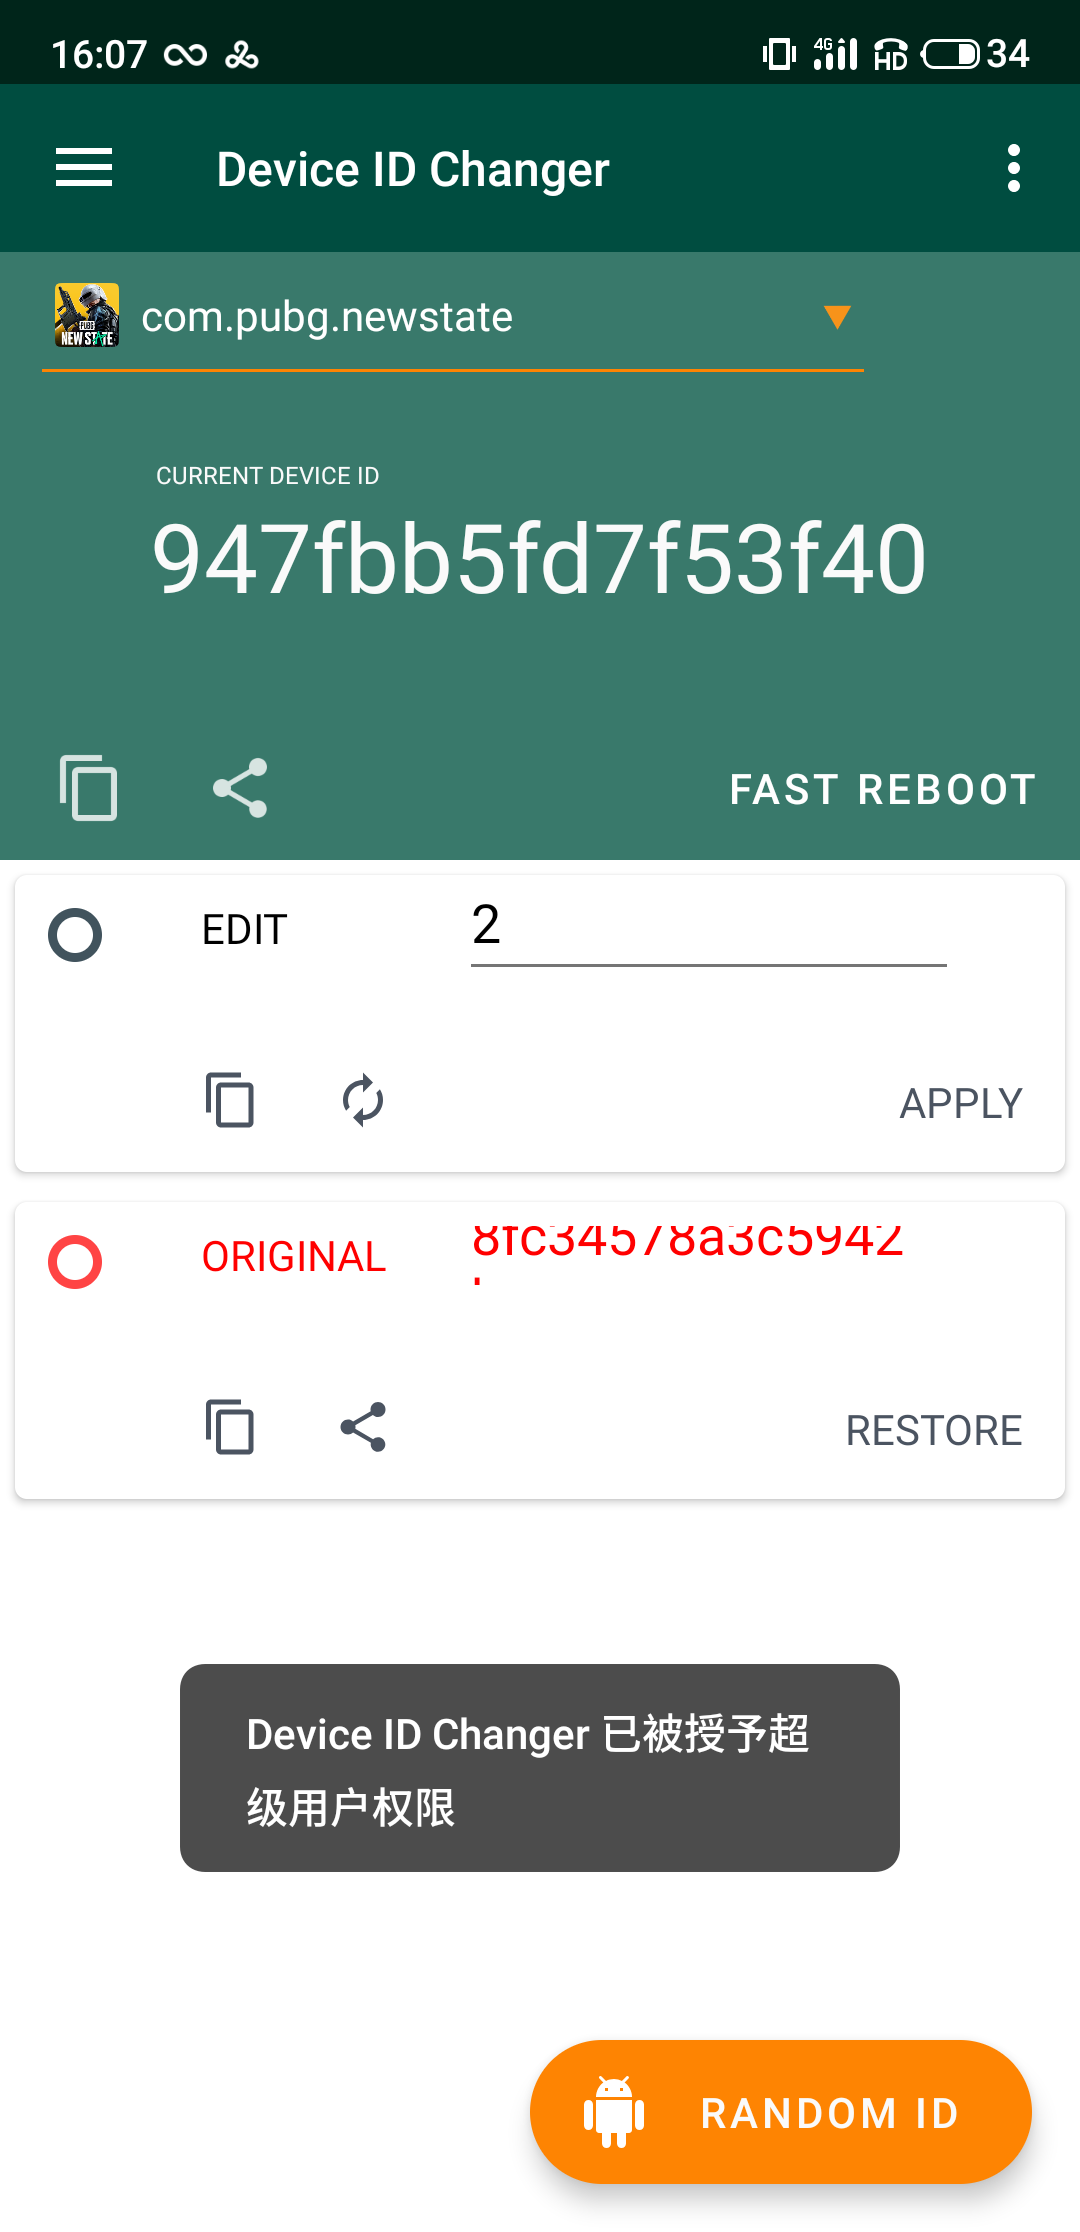 16:07 4G HD 34
Device ID Changer
PUBG
NEW STATE
com.pubg.newstate
CURRENT DEVICE ID
947fbb5fd7f53f40
FAST REBOOT
EDIT 2
APPLY
ORIGINAL 8fc34578a3c5942
RESTORE
Device ID Changer 已被授予超
级用户权限
RANDOM ID